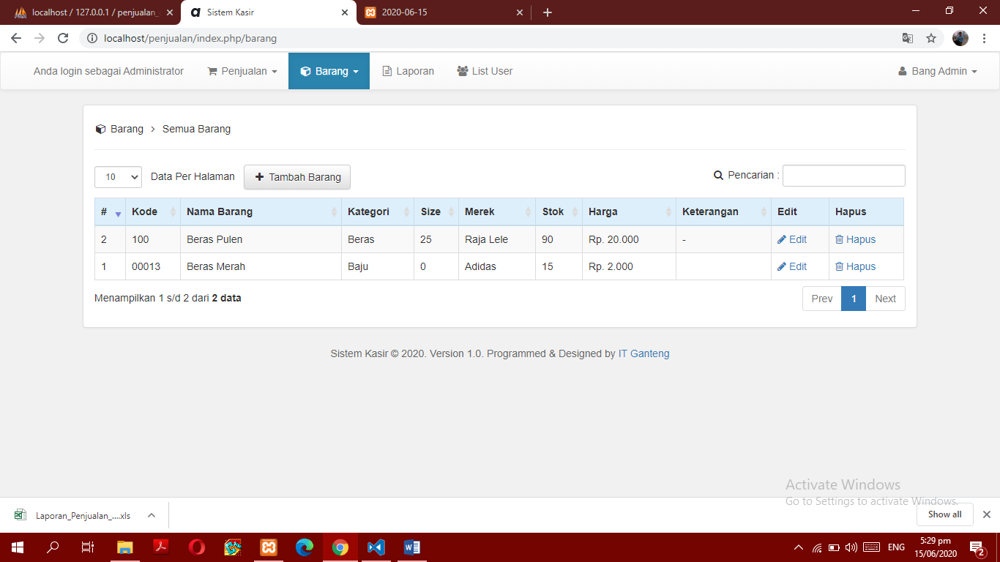 localhost / 127.0.0.1 / penjualan_
Sistem Kasir
2020-06-15
localhost/penjualan/index.php/barang
Anda login sebagai Administrator Penjualan Barang Laporan List User Bang Admin
Barang > Semua Barang
10 Data Per Halaman + Tambah Barang Pencarian :
# Kode Nama Barang Kategori Size Merek Stok Harga Keterangan Edit Hapus
2 100 Beras Pulen Beras 25 Raja Lele 90 Rp. 20.000 - Edit Hapus
1 00013 Beras Merah Baju 0 Adidas 15 Rp. 2.000 Edit Hapus
Menampilkan 1 s/d 2 dari 2 data Prev 1 Next
Sistem Kasir © 2020. Version 1.0. Programmed & Designed by IT Ganteng
Activate Windows
Go to Settings to activate Windows.
Laporan_Penjualan_....xls Show all
ENG 5:29 pm
15/06/2020 2